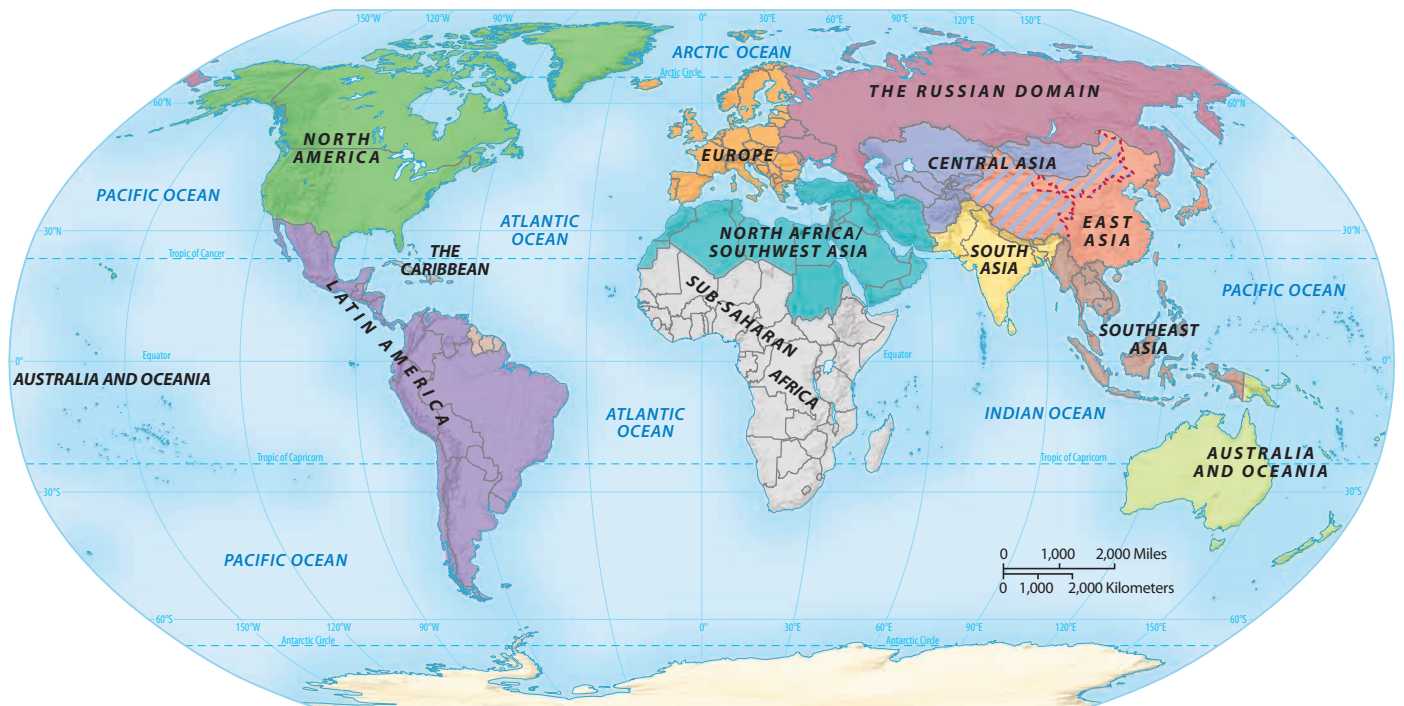 150°W 120°W 90°W 0° 30°E 60°E 90°E 120°E 150°E
ARCTIC OCEAN
Arctic Circle
60°N
60°N
THE RUSSIAN DOMAIN
NORTH
AMERICA
EUROPE
CENTRAL ASIA
PACIFIC OCEAN
ATLANTIC
OCEAN
30°N
30°N
NORTH AFRICA/
SOUTHWEST ASIA
EAST
ASIA
Tropic of Cancer
THE
CARIBBEAN
SOUTH
ASIA
LATIN AMERICA
SUB-SAHARAN
AFRICA
PACIFIC OCEAN
SOUTHEAST
ASIA
0°
Equator
Equator
0°
AUSTRALIA AND OCEANIA
ATLANTIC
OCEAN
INDIAN OCEAN
Tropic of Capricorn
Tropic of Capricorn
AUSTRALIA
AND OCEANIA
30°S
30°S
PACIFIC OCEAN
0 1,000 2,000 Miles
0 1,000 2,000 Kilometers
60°S
60°S
150°W 120°W 90°W 0° 30°E 60°E 90°E 120°E 150°E
Antarctic Circle
Antarctic Circle